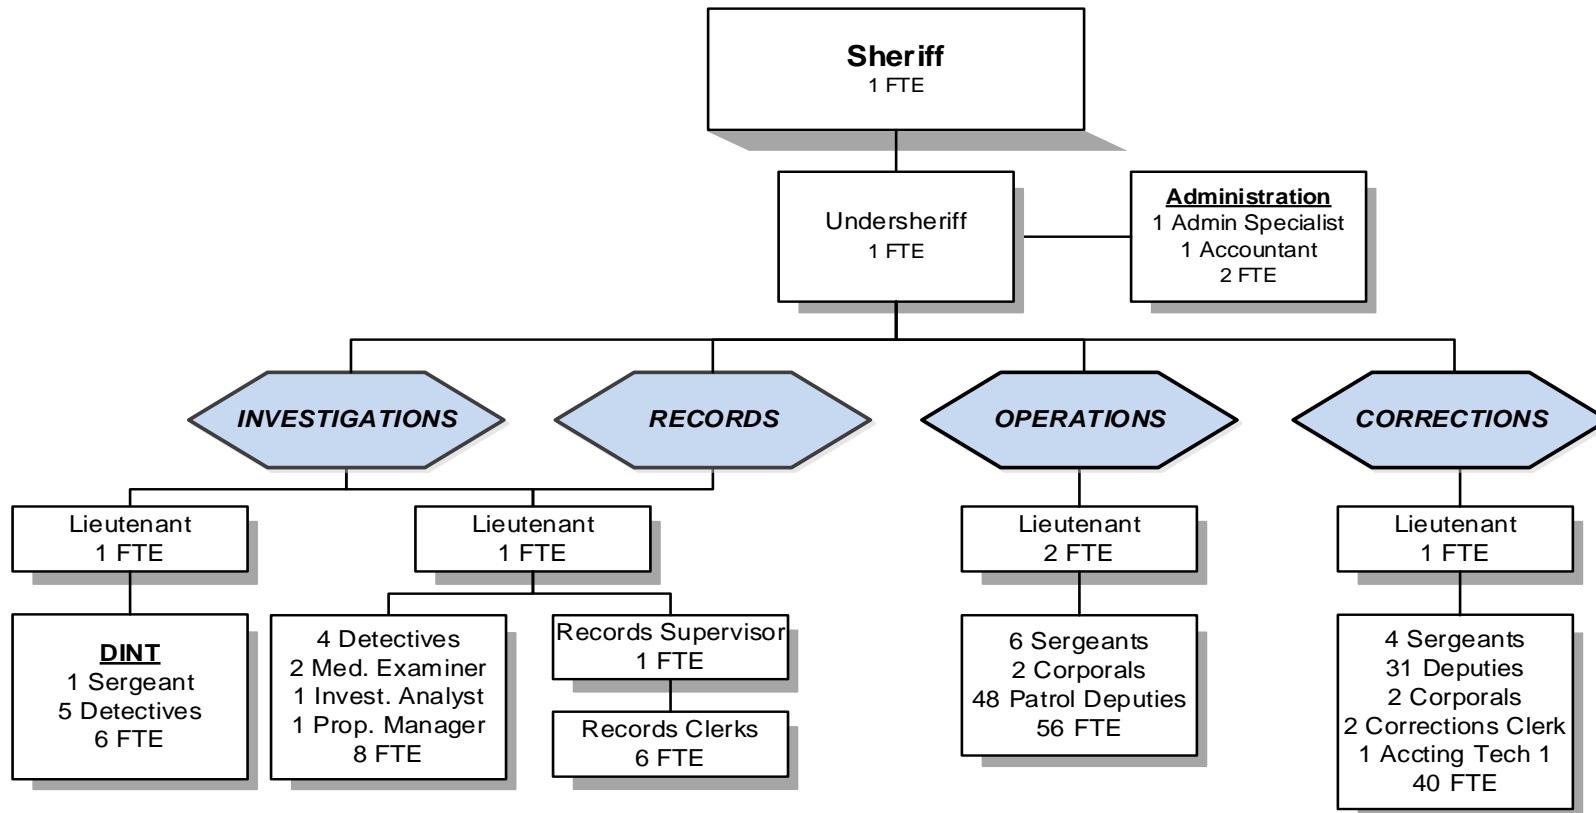 Sheriff
1 FTE
Undersheriff
1 FTE
Administration
1 Admin Specialist
1 Accountant
2 FTE
INVESTIGATIONS
RECORDS
OPERATIONS
CORRECTIONS
Lieutenant
1 FTE
Lieutenant
1 FTE
Lieutenant
2 FTE
Lieutenant
1 FTE
DINT
1 Sergeant
5 Detectives
6 FTE
4 Detectives
2 Med. Examiner
1 Invest. Analyst
1 Prop. Manager
8 FTE
Records Supervisor
1 FTE
Records Clerks
6 FTE
6 Sergeants
2 Corporals
48 Patrol Deputies
56 FTE
4 Sergeants
31 Deputies
2 Corporals
2 Corrections Clerk
1 Accting Tech 1
40 FTE